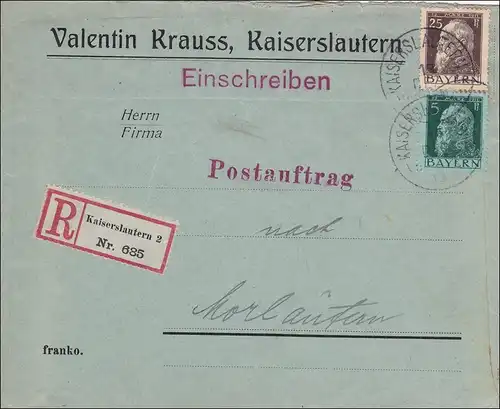 Valentin Krauss, Kaiserslautern
Einschreiben
25
BAYERN
5
BAYERN
Herrn
Firma
Postauftrag
R
Kaiserslautern 2
Nr. 635
nach
Morlautern
franko.